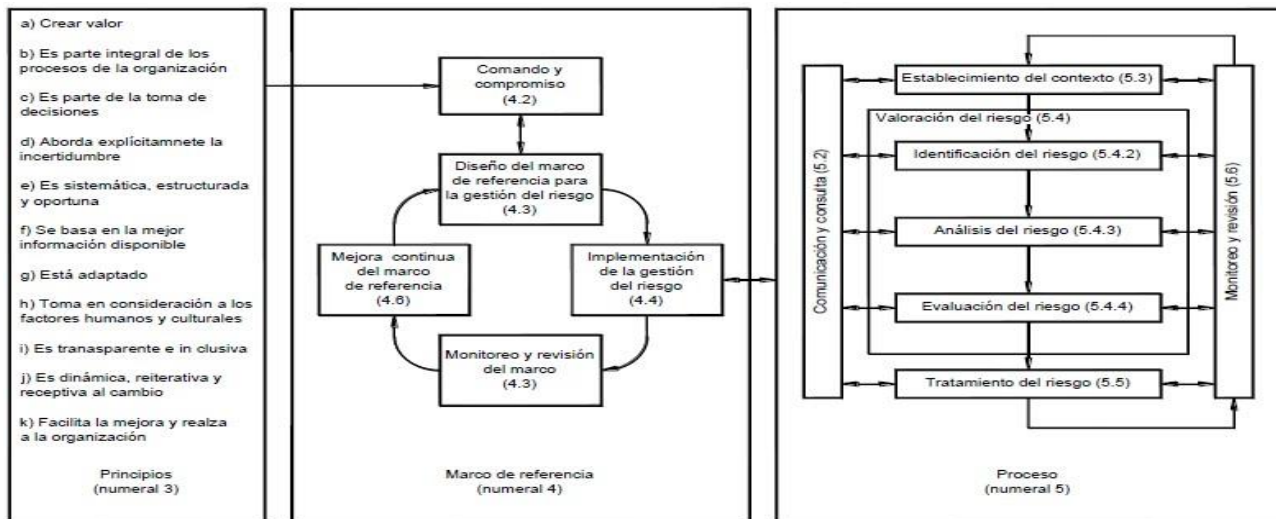 a) Crear valor
b) Es parte integral de los
procesos de la organización
c) Es parte de la toma de
decisiones
d) Aborda explícitamnete la
incertidumbre
e) Es sistemática, estructurada
y oportuna
f) Se basa en la mejor
información disponible
g) Está adaptado
h) Toma en consideración a los
factores humanos y culturales
i) Es tranasparente e in clusiva
j) Es dinámica, reiterativa y
receptiva al cambio
k) Facilita la mejora y realza
a la organización
Principios
(numeral 3)
Comando y
compromiso
(4.2)
Diseño del marco
de referencia para
la gestión del riesgo
(4.3)
Mejora continua
del marco
de referencia
(4.6)
Implementación
de la gestión
del riesgo
(4.4)
Monitoreo y revisión
del marco
(4.3)
Marco de referencia
(numeral 4)
Comunicación y consulta (5.2)
Establecimiento del contexto (5.3)
Valoración del riesgo (5.4)
Identificación del riesgo (5.4.2)
Análisis del riesgo (5.4.3)
Evaluación del riesgo (5.4.4)
Tratamiento del riesgo (5.5)
Monitoreo y revisión (5.6)
Proceso
(numeral 5)